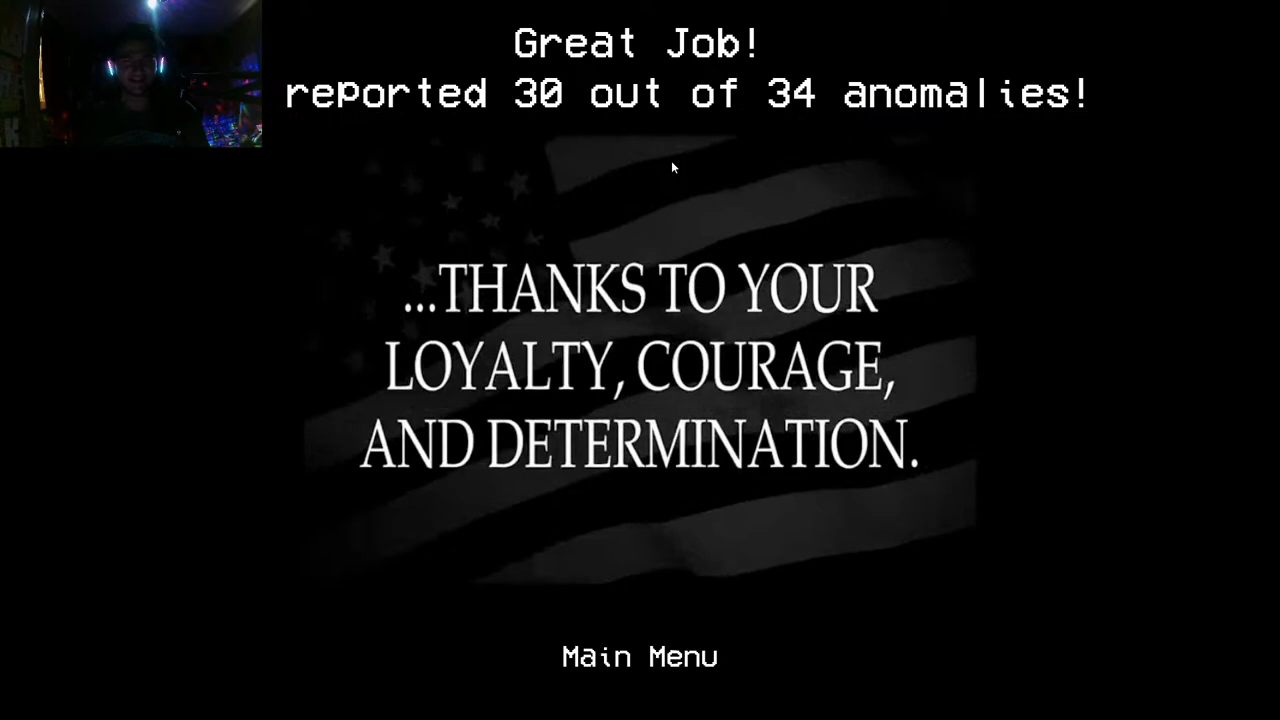 Great Job!
reported 30 out of 34 anomalies!
...THANKS TO YOUR
LOYALTY, COURAGE,
AND DETERMINATION.
Main Menu